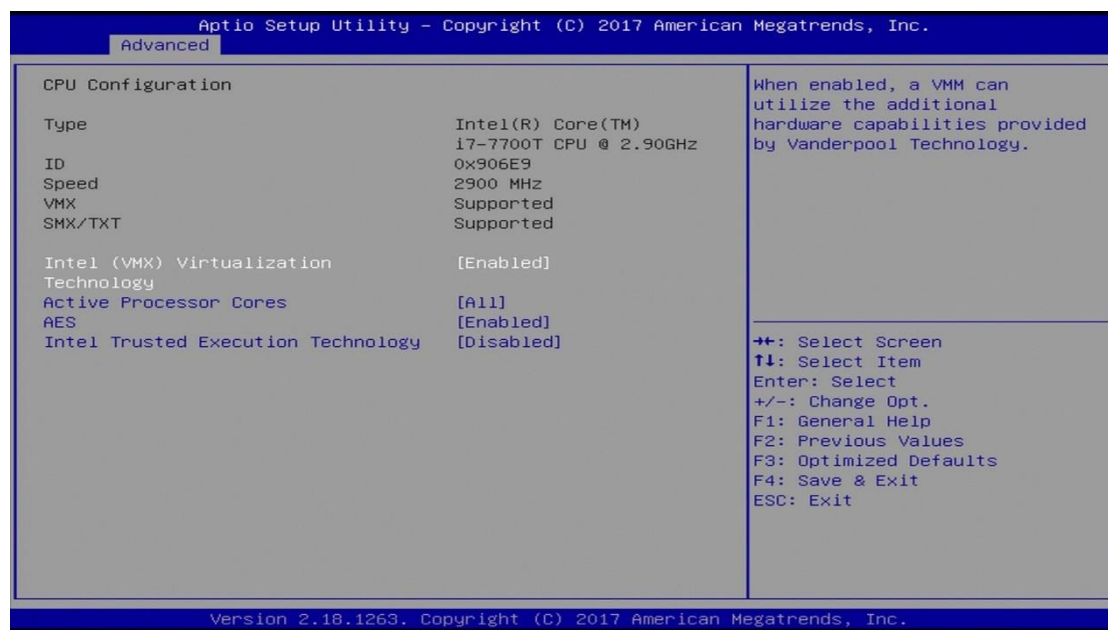 Aptio Setup Utility – Copyright (C) 2017 American Megatrends, Inc.
Advanced
CPU Configuration
Type Intel(R) Core(TM)
i7-7700T CPU @ 2.90GHz
ID 0x906E9
Speed 2900 MHz
VMX Supported
SMX/TXT Supported
Intel (VMX) Virtualization [Enabled]
Technology
Active Processor Cores [All]
AES [Enabled]
Intel Trusted Execution Technology [Disabled]
When enabled, a VMM can
utilize the additional
hardware capabilities provided
by Vanderpool Technology.
→←: Select Screen
↑↓: Select Item
Enter: Select
+/-: Change Opt.
F1: General Help
F2: Previous Values
F3: Optimized Defaults
F4: Save & Exit
ESC: Exit
Version 2.18.1263. Copyright (C) 2017 American Megatrends, Inc.